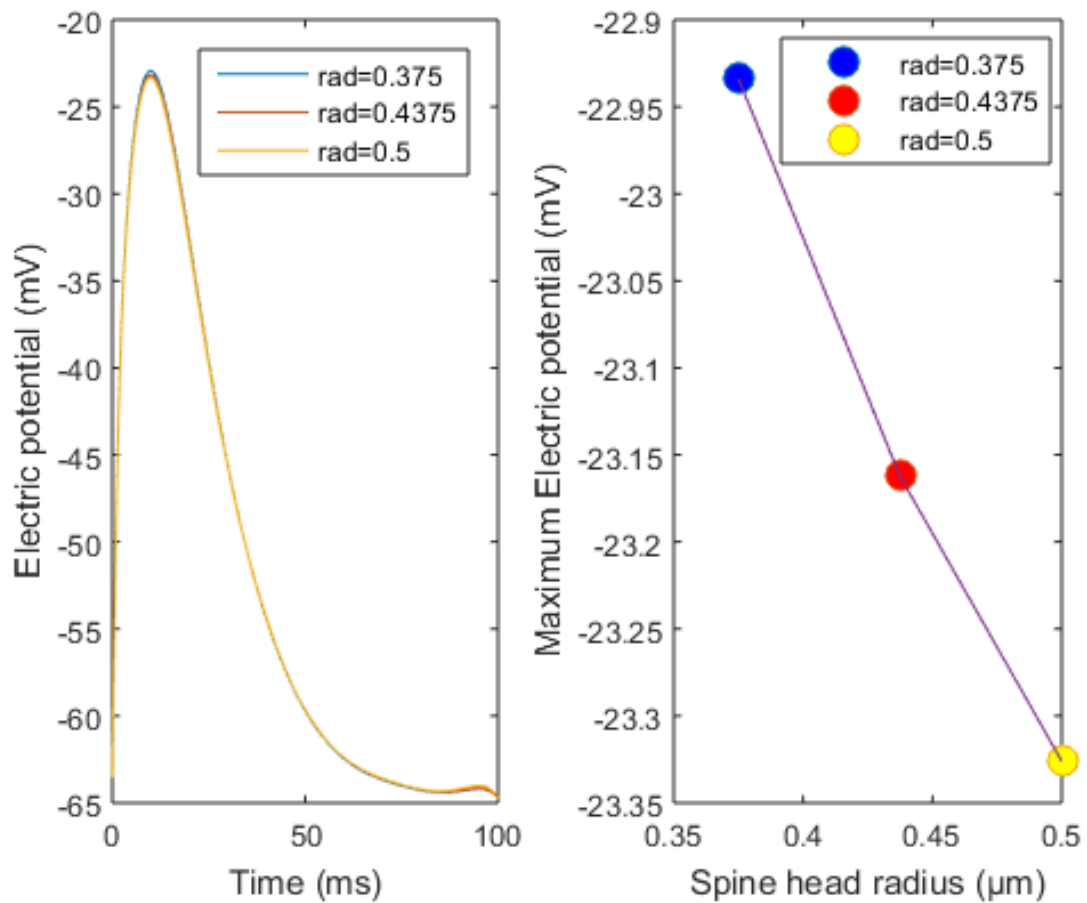 -20
-25
-30
-35
-40
-45
-50
-55
-60
-65
0
50
100
Electric potential (mV)
Time (ms)
rad=0.375
rad=0.4375
rad=0.5
-22.9
-22.95
-23
-23.05
-23.1
-23.15
-23.2
-23.25
-23.3
-23.35
0.35
0.4
0.45
0.5
Maximum Electric potential (mV)
Spine head radius (μm)
rad=0.375
rad=0.4375
rad=0.5